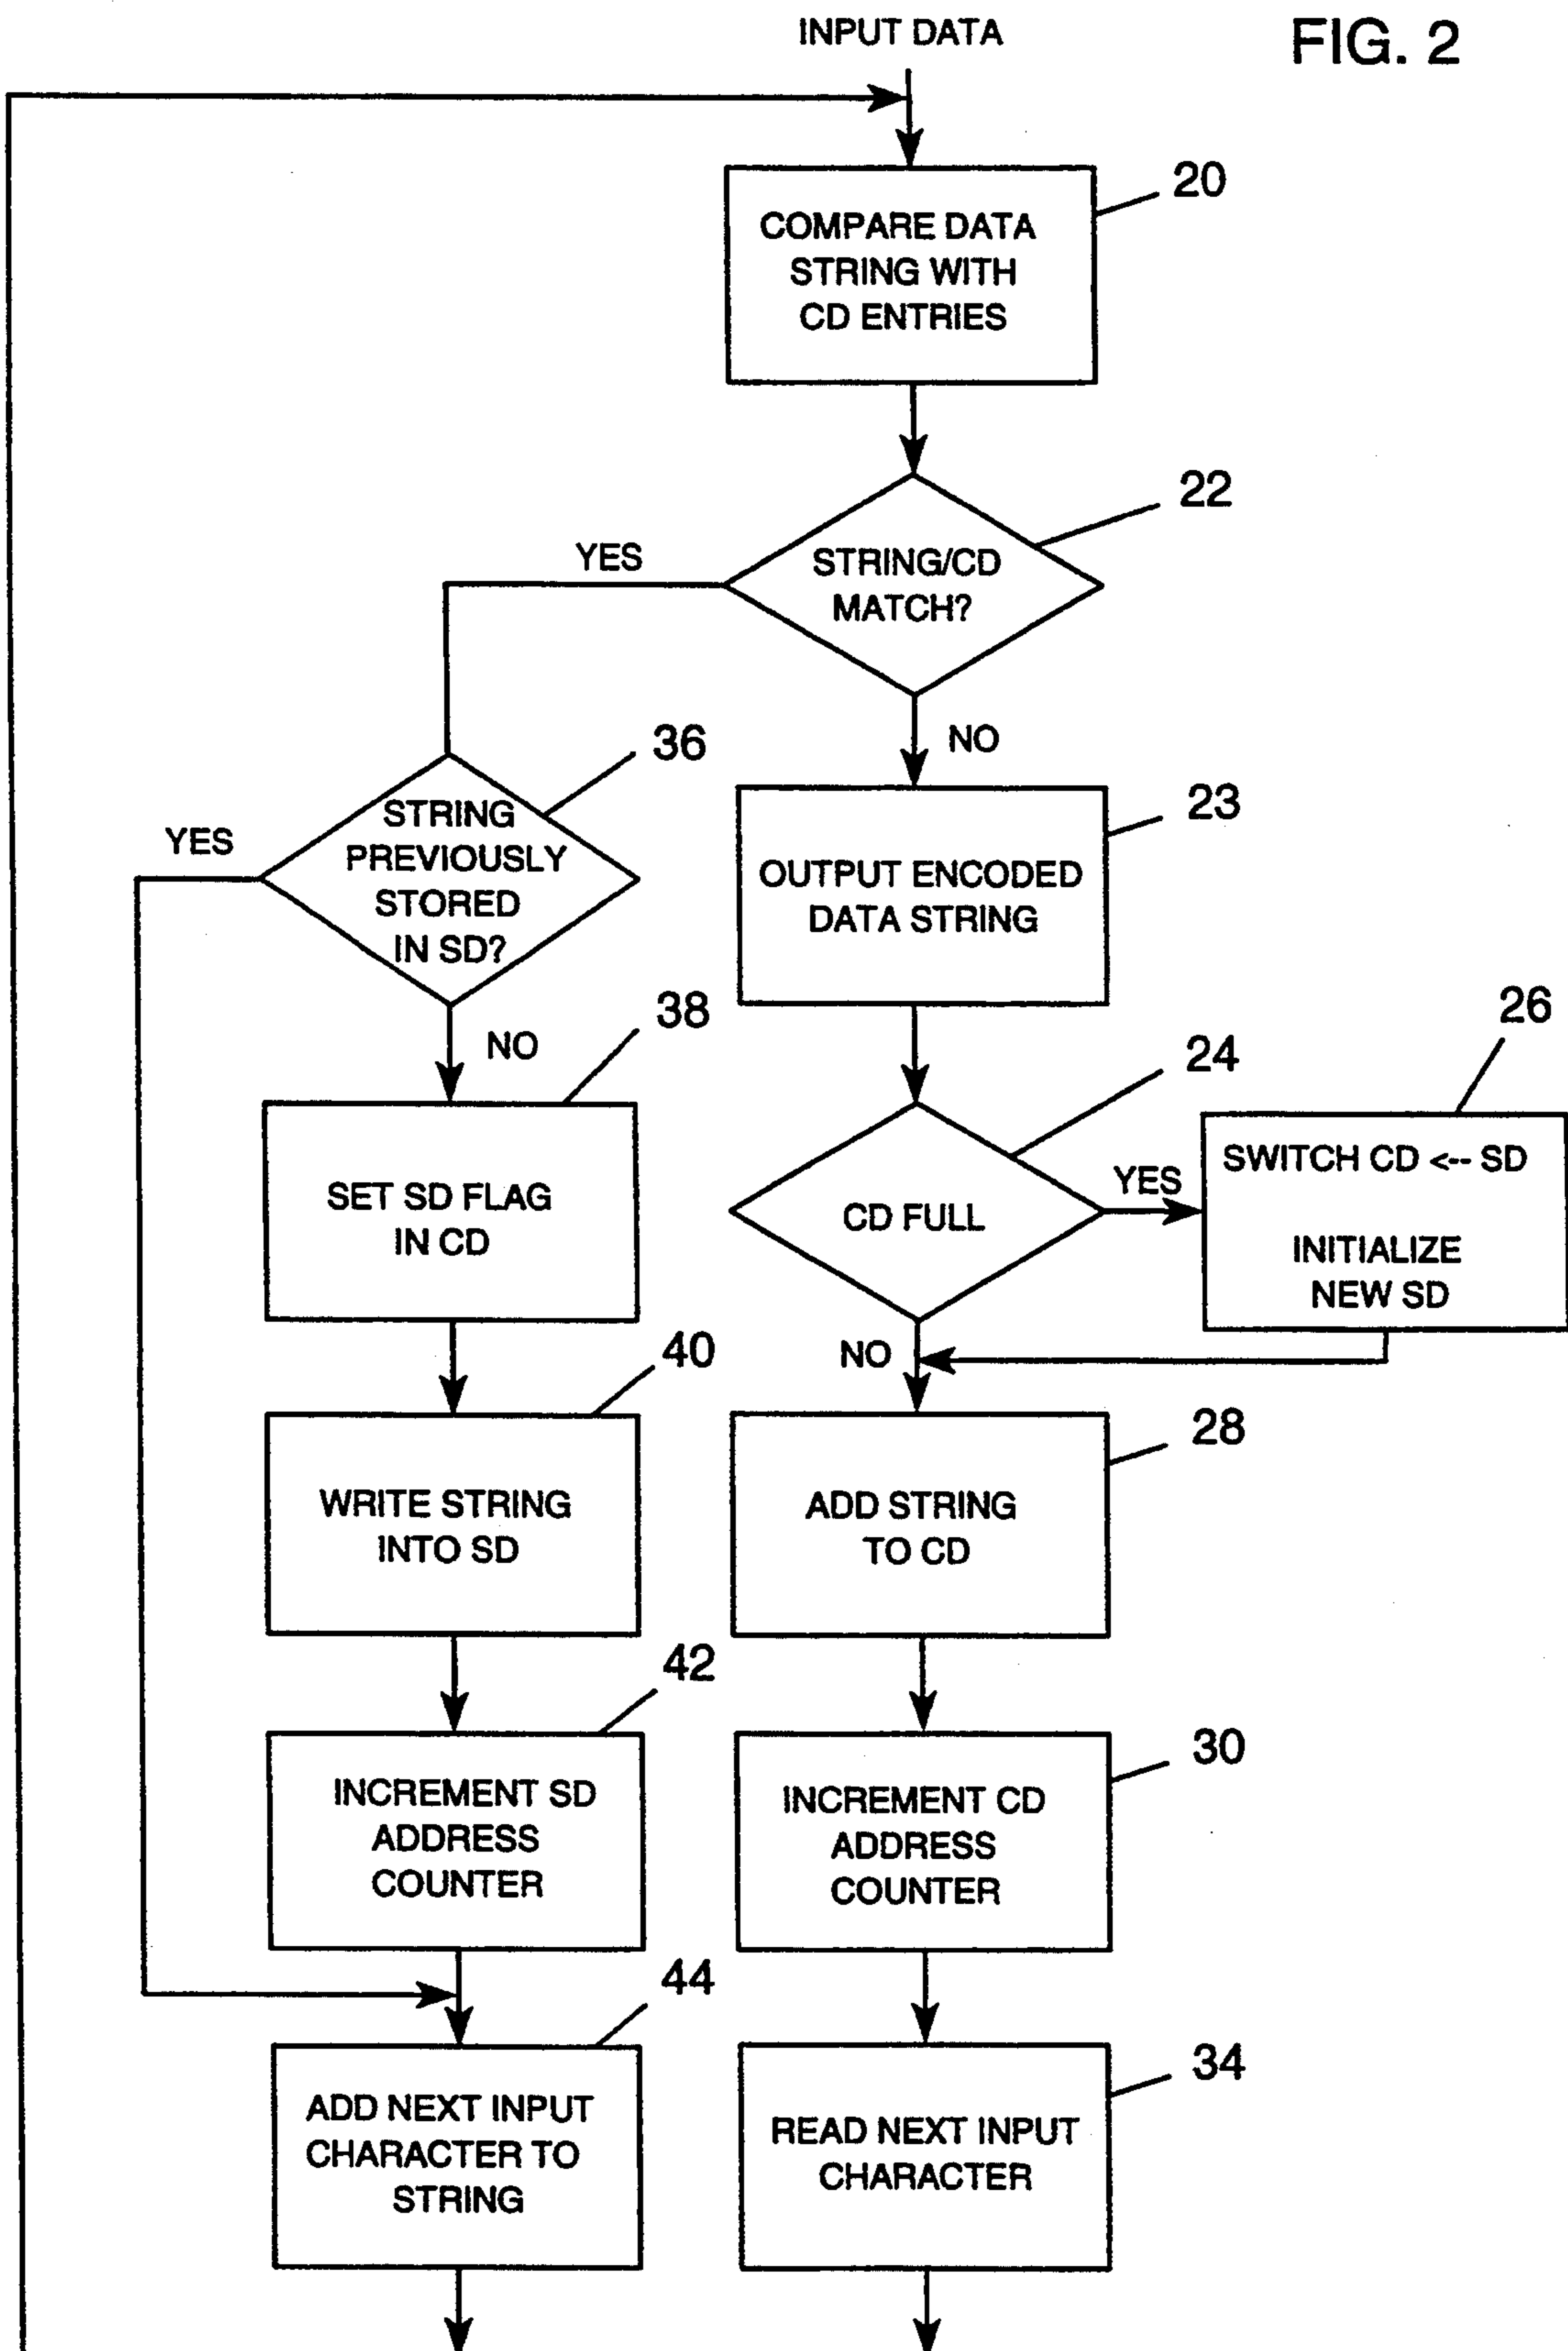 INPUT DATA
FIG. 2
20
COMPARE DATA
STRING WITH
CD ENTRIES
22
STRING/CD
MATCH?
YES
NO
36
STRING
PREVIOUSLY
STORED
IN SD?
YES
NO
23
OUTPUT ENCODED
DATA STRING
38
SET SD FLAG
IN CD
24
CD FULL
YES
NO
26
SWITCH CD <-- SD
INITIALIZE
NEW SD
40
WRITE STRING
INTO SD
28
ADD STRING
TO CD
42
INCREMENT SD
ADDRESS
COUNTER
30
INCREMENT CD
ADDRESS
COUNTER
44
ADD NEXT INPUT
CHARACTER TO
STRING
34
READ NEXT INPUT
CHARACTER